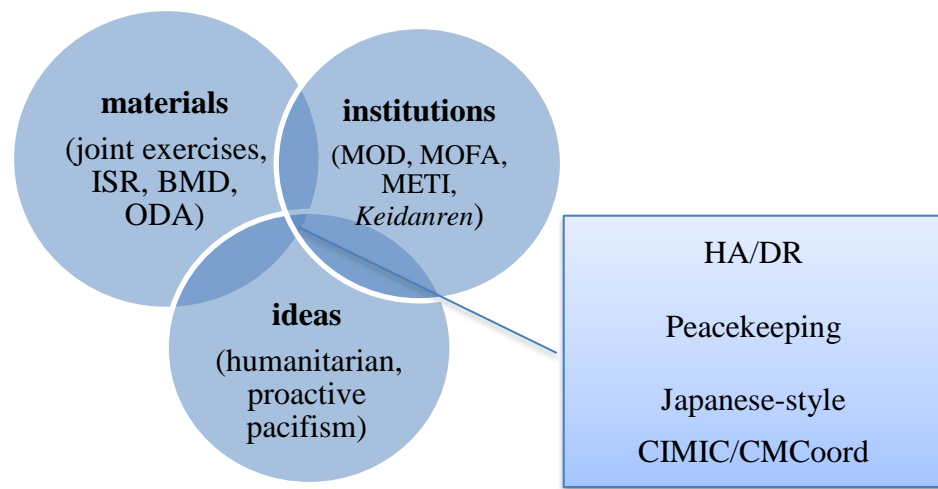 materials
(joint exercises,
ISR, BMD,
ODA)
institutions
(MOD, MOFA,
METI,
Keidanren)
ideas
(humanitarian,
proactive
pacifism)
HA/DR
Peacekeeping
Japanese-style
CIMIC/CMCoord